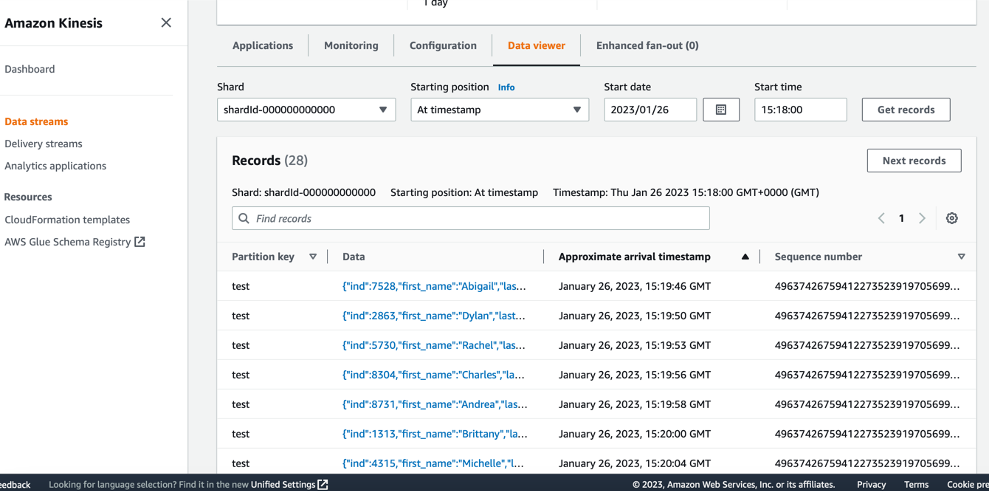 1 day
Amazon Kinesis
Dashboard
Data streams
Delivery streams
Analytics applications
Resources
CloudFormation templates
AWS Glue Schema Registry
Applications Monitoring Configuration Data viewer Enhanced fan-out (0)
Shard Starting position Info Start date Start time
shardId-000000000000 At timestamp 2023/01/26 15:18:00 Get records
Records (28) Next records
Shard: shardId-000000000000 Starting position: At timestamp Timestamp: Thu Jan 26 2023 15:18:00 GMT+0000 (GMT)
Find records 1
Partition key Data Approximate arrival timestamp Sequence number
test {"ind":7528,"first_name":"Abigail","las... January 26, 2023, 15:19:46 GMT 49637426759412273523919705699...
test {"ind":2863,"first_name":"Dylan","last... January 26, 2023, 15:19:50 GMT 49637426759412273523919705699...
test {"ind":5730,"first_name":"Rachel","las... January 26, 2023, 15:19:53 GMT 49637426759412273523919705699...
test {"ind":8304,"first_name":"Charles","la... January 26, 2023, 15:19:56 GMT 49637426759412273523919705699...
test {"ind":8731,"first_name":"Andrea","las... January 26, 2023, 15:19:58 GMT 49637426759412273523919705699...
test {"ind":1313,"first_name":"Brittany","la... January 26, 2023, 15:20:00 GMT 49637426759412273523919705699...
test {"ind":4315,"first_name":"Michelle","l... January 26, 2023, 15:20:04 GMT 49637426759412273523919705699...
eedback Looking for language selection? Find it in the new Unified Settings © 2023, Amazon Web Services, Inc. or its affiliates. Privacy Terms Cookie pre